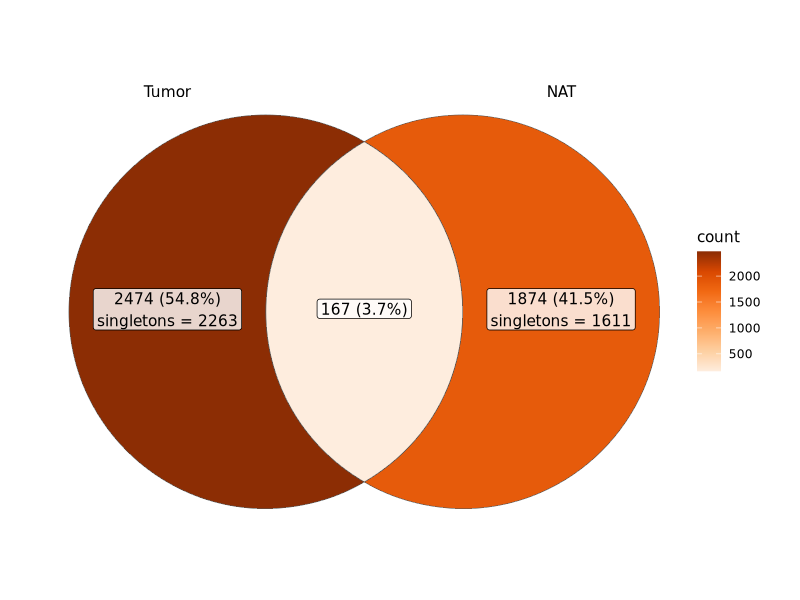 Tumor
NAT
2474 (54.8%)
singletons = 2263
167 (3.7%)
1874 (41.5%)
singletons = 1611
count
2000
1500
1000
500